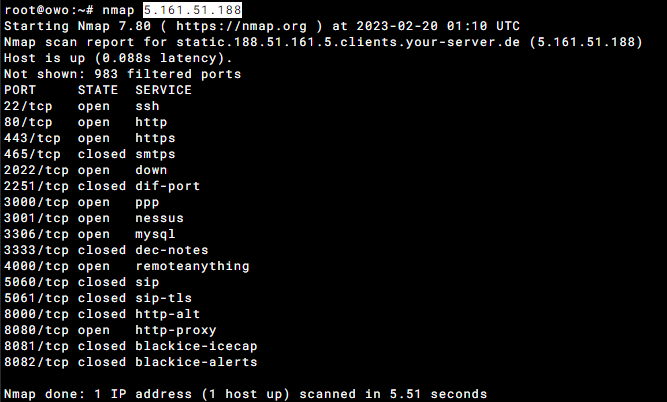 root@owo:~# nmap 5.161.51.188
Starting Nmap 7.80 ( https://nmap.org ) at 2023-02-20 01:10 UTC
Nmap scan report for static.188.51.161.5.clients.your-server.de (5.161.51.188)
Host is up (0.088s latency).
Not shown: 983 filtered ports
PORT     STATE  SERVICE
22/tcp   open   ssh
80/tcp   open   http
443/tcp  open   https
465/tcp  closed smtps
2022/tcp open   down
2251/tcp closed dif-port
3000/tcp open   ppp
3001/tcp open   nessus
3306/tcp open   mysql
3333/tcp closed dec-notes
4000/tcp open   remoteanything
5060/tcp closed sip
5061/tcp closed sip-tls
8000/tcp closed http-alt
8080/tcp open   http-proxy
8081/tcp closed blackice-icecap
8082/tcp closed blackice-alerts
Nmap done: 1 IP address (1 host up) scanned in 5.51 seconds